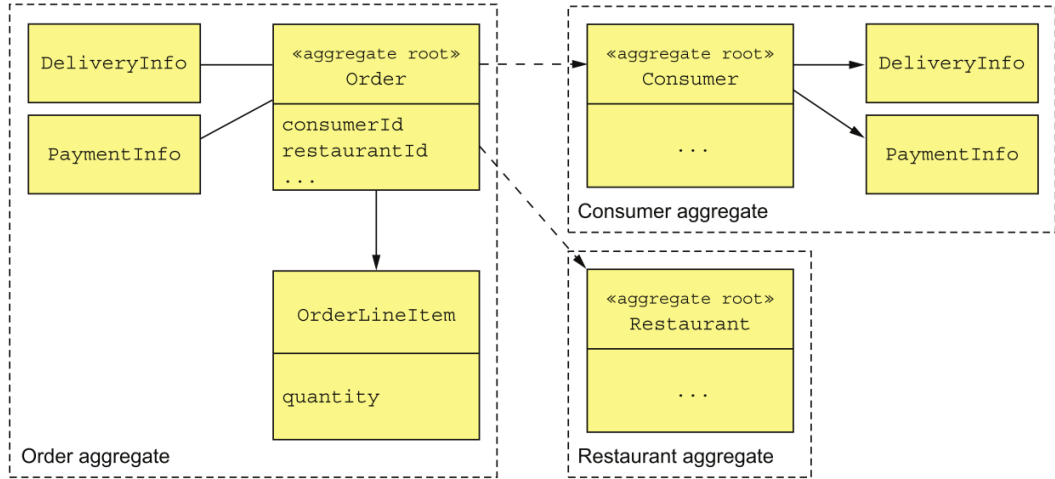 DeliveryInfo
PaymentInfo
«aggregate root»
Order
consumerId
restaurantId
...
OrderLineItem
quantity
Order aggregate
«aggregate root»
Consumer
...
DeliveryInfo
PaymentInfo
Consumer aggregate
«aggregate root»
Restaurant
...
Restaurant aggregate